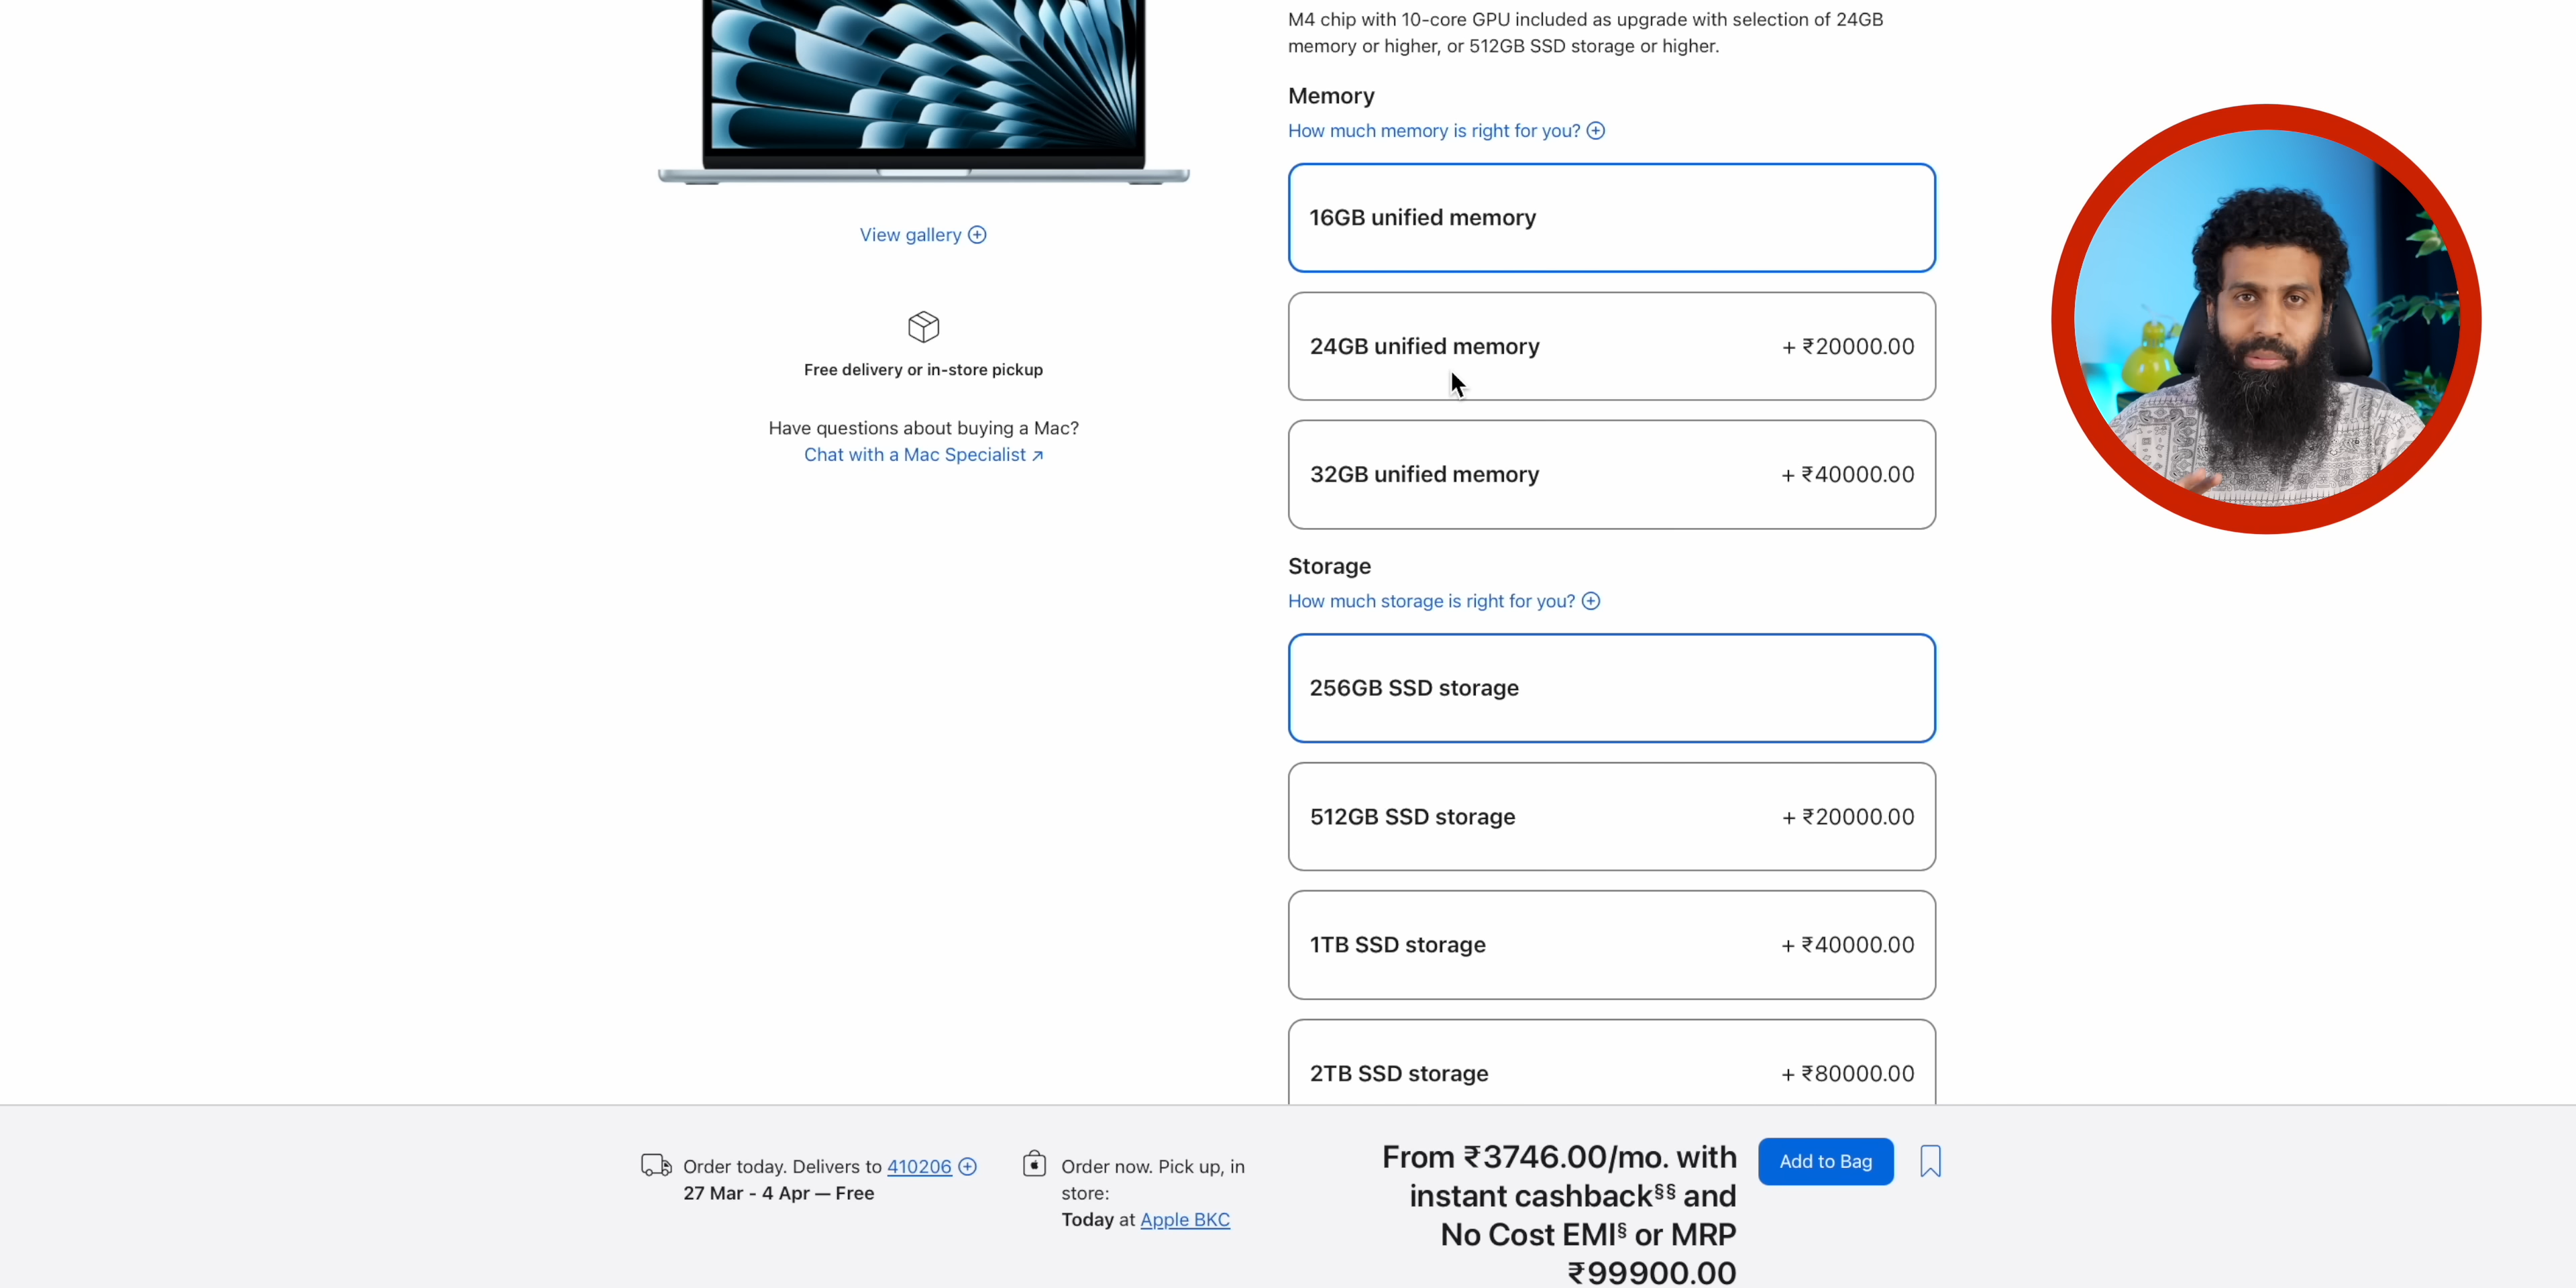 M4 chip with 10-core GPU included as upgrade with selection of 24GB
memory or higher, or 512GB SSD storage or higher.
Memory
How much memory is right for you?
16GB unified memory
24GB unified memory + ₹20000.00
32GB unified memory + ₹40000.00
View gallery
Free delivery or in-store pickup
Have questions about buying a Mac?
Chat with a Mac Specialist ↗
Storage
How much storage is right for you?
256GB SSD storage
512GB SSD storage + ₹20000.00
1TB SSD storage + ₹40000.00
2TB SSD storage + ₹80000.00
Order today. Delivers to 410206
27 Mar - 4 Apr — Free
Order now. Pick up, in
store:
Today at Apple BKC
From ₹3746.00/mo. with
instant cashback§§ and
No Cost EMI§ or MRP
₹99900.00
Add to Bag